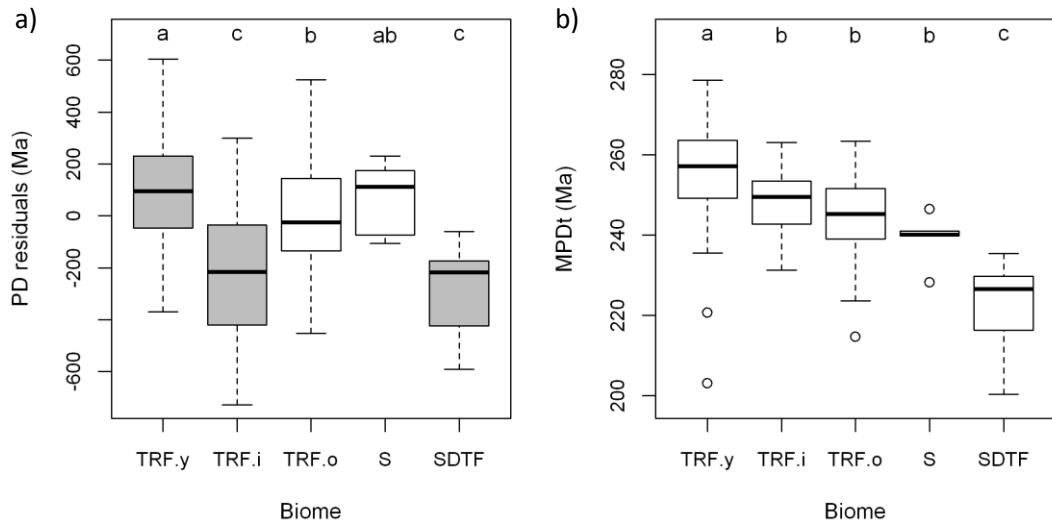 a)
a c b ab c
PD residuals (Ma)
600
400
200
0
-200
-600
TRF.y TRF.i TRF.o S SDTF
Biome
b)
a b b b c
MPDt (Ma)
280
260
240
220
200
TRF.y TRF.i TRF.o S SDTF
Biome